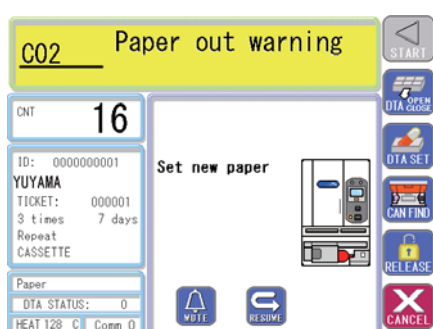 C02 Paper out warning
START
CNT 16
DTA OPEN CLOSE
ID: 0000000001
YUYAMA
TICKET: 000001
3 times 7 days
Repeat
CASSETTE
Set new paper
DTA SET
CAN FIND
RELEASE
Paper
DTA STATUS: 0
HEAT 128 C Comm 0
MUTE
RESUME
CANCEL